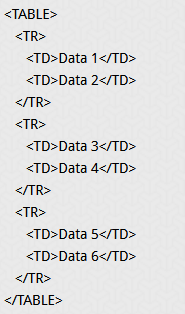 <TABLE>
<TR>
<TD>Data 1</TD>
<TD>Data 2</TD>
</TR>
<TR>
<TD>Data 3</TD>
<TD>Data 4</TD>
</TR>
<TR>
<TD>Data 5</TD>
<TD>Data 6</TD>
</TR>
</TABLE>